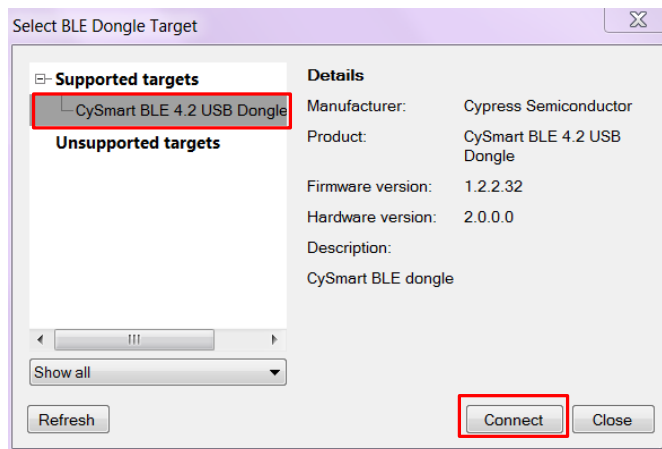 Select BLE Dongle Target
Supported targets
CySmart BLE 4.2 USB Dongle
Unsupported targets
Show all
Refresh
Details
Manufacturer: Cypress Semiconductor
Product: CySmart BLE 4.2 USB
Dongle
Firmware version: 1.2.2.32
Hardware version: 2.0.0.0
Description:
CySmart BLE dongle
Connect
Close